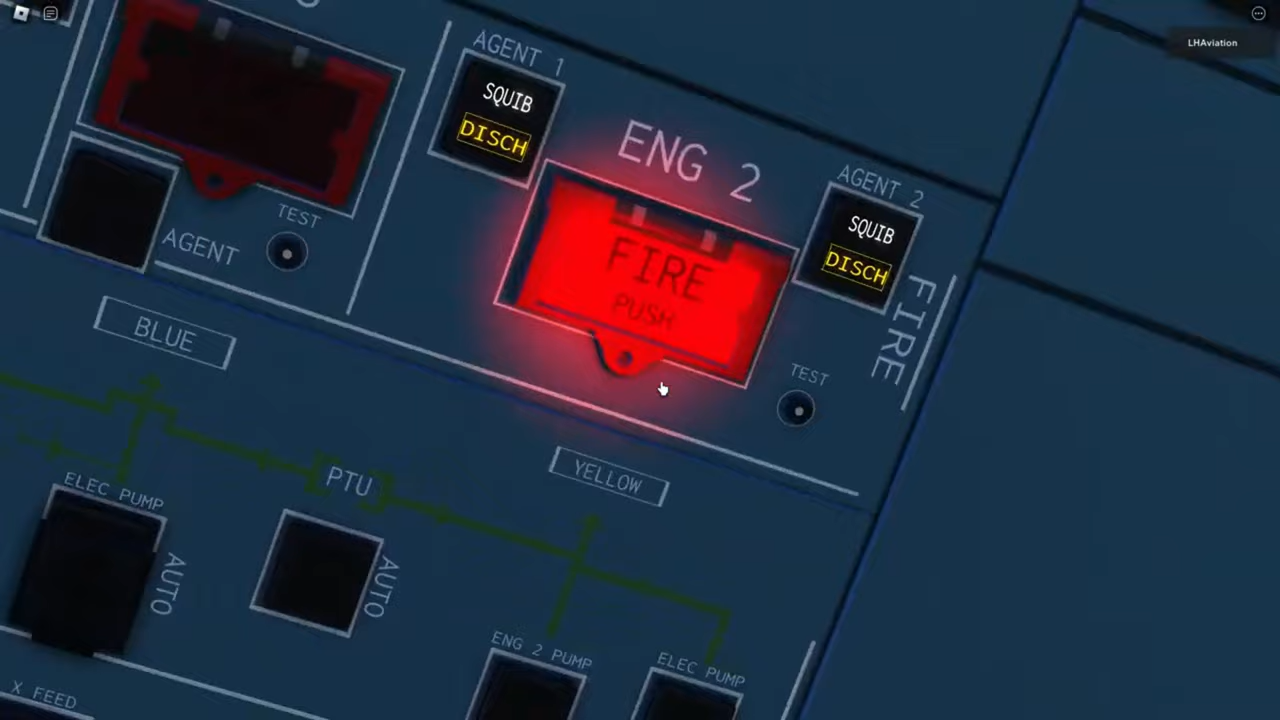 LHAviation
AGENT 1
SQUIB
DISCH
ENG 2
AGENT 2
SQUIB
DISCH
FIRE
PUSH
FIRE
TEST
AGENT
TEST
BLUE
YELLOW
PTU
ELEC PUMP
AUTO
AUTO
ENG 2 PUMP
ELEC PUMP
X FEED